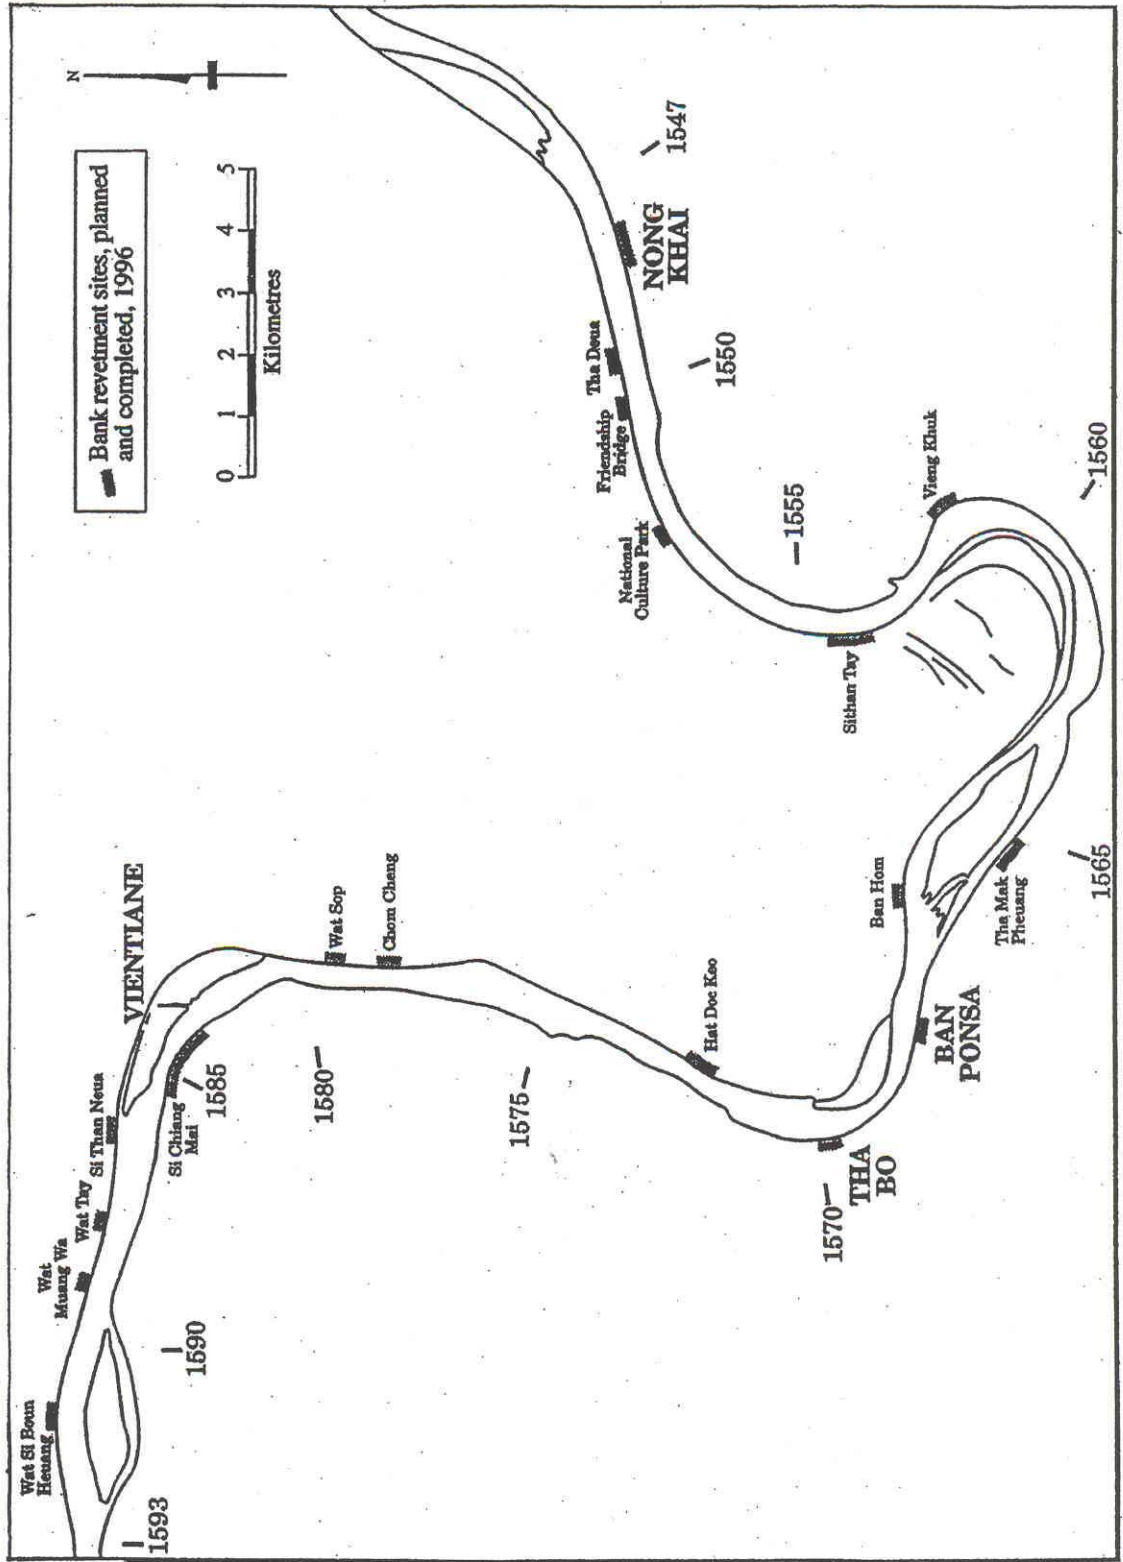 N
Bank revetment sites, planned
and completed, 1996
0 1 2 3 4 5
Kilometres
Wat Si Boun
Heuang
Wat
Muang Wa
Wat Tay
Si Than Neua
VIENTIANE
1593
1590
Si Chiang
Mai
1585
1580
Wat Sop
Chom Cheng
1575
Hat Doc Keo
1570
THA
BO
BAN
PONSA
Ban Hom
Tha Mak
Pheuang
1565
Sithan Tay
Vieng Khuk
1560
1555
National
Culture Park
Friendship
Bridge
Tha Deua
1550
NONG
KHAI
1547